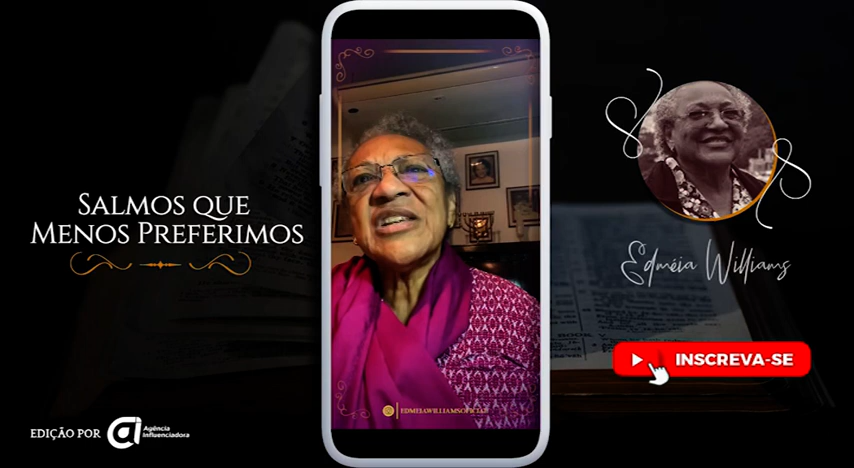 SALMOS QUE
MENOS PREFERIMOS
EDIÇÃO POR
Agência
Influenciadora
EDMEIAWILLIAMSOFICIAL
Edméia Williams
INSCREVA-SE